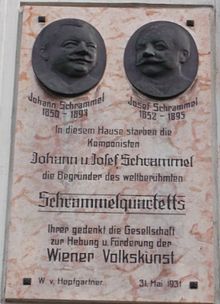 Johann Schrammel
1850 - 1893
Josef Schrammel
1852 - 1895
In diesem Hause starben die
Komponisten
Johann u Josef Schrammel
die Begründer des weltberühmten
Schrammelquartetts
Ihrer gedenkt die Gesellschaft
zur Hebung u Förderung der
Wiener Volkskunst
W. v. Hopfgartner
31. Mai 1931